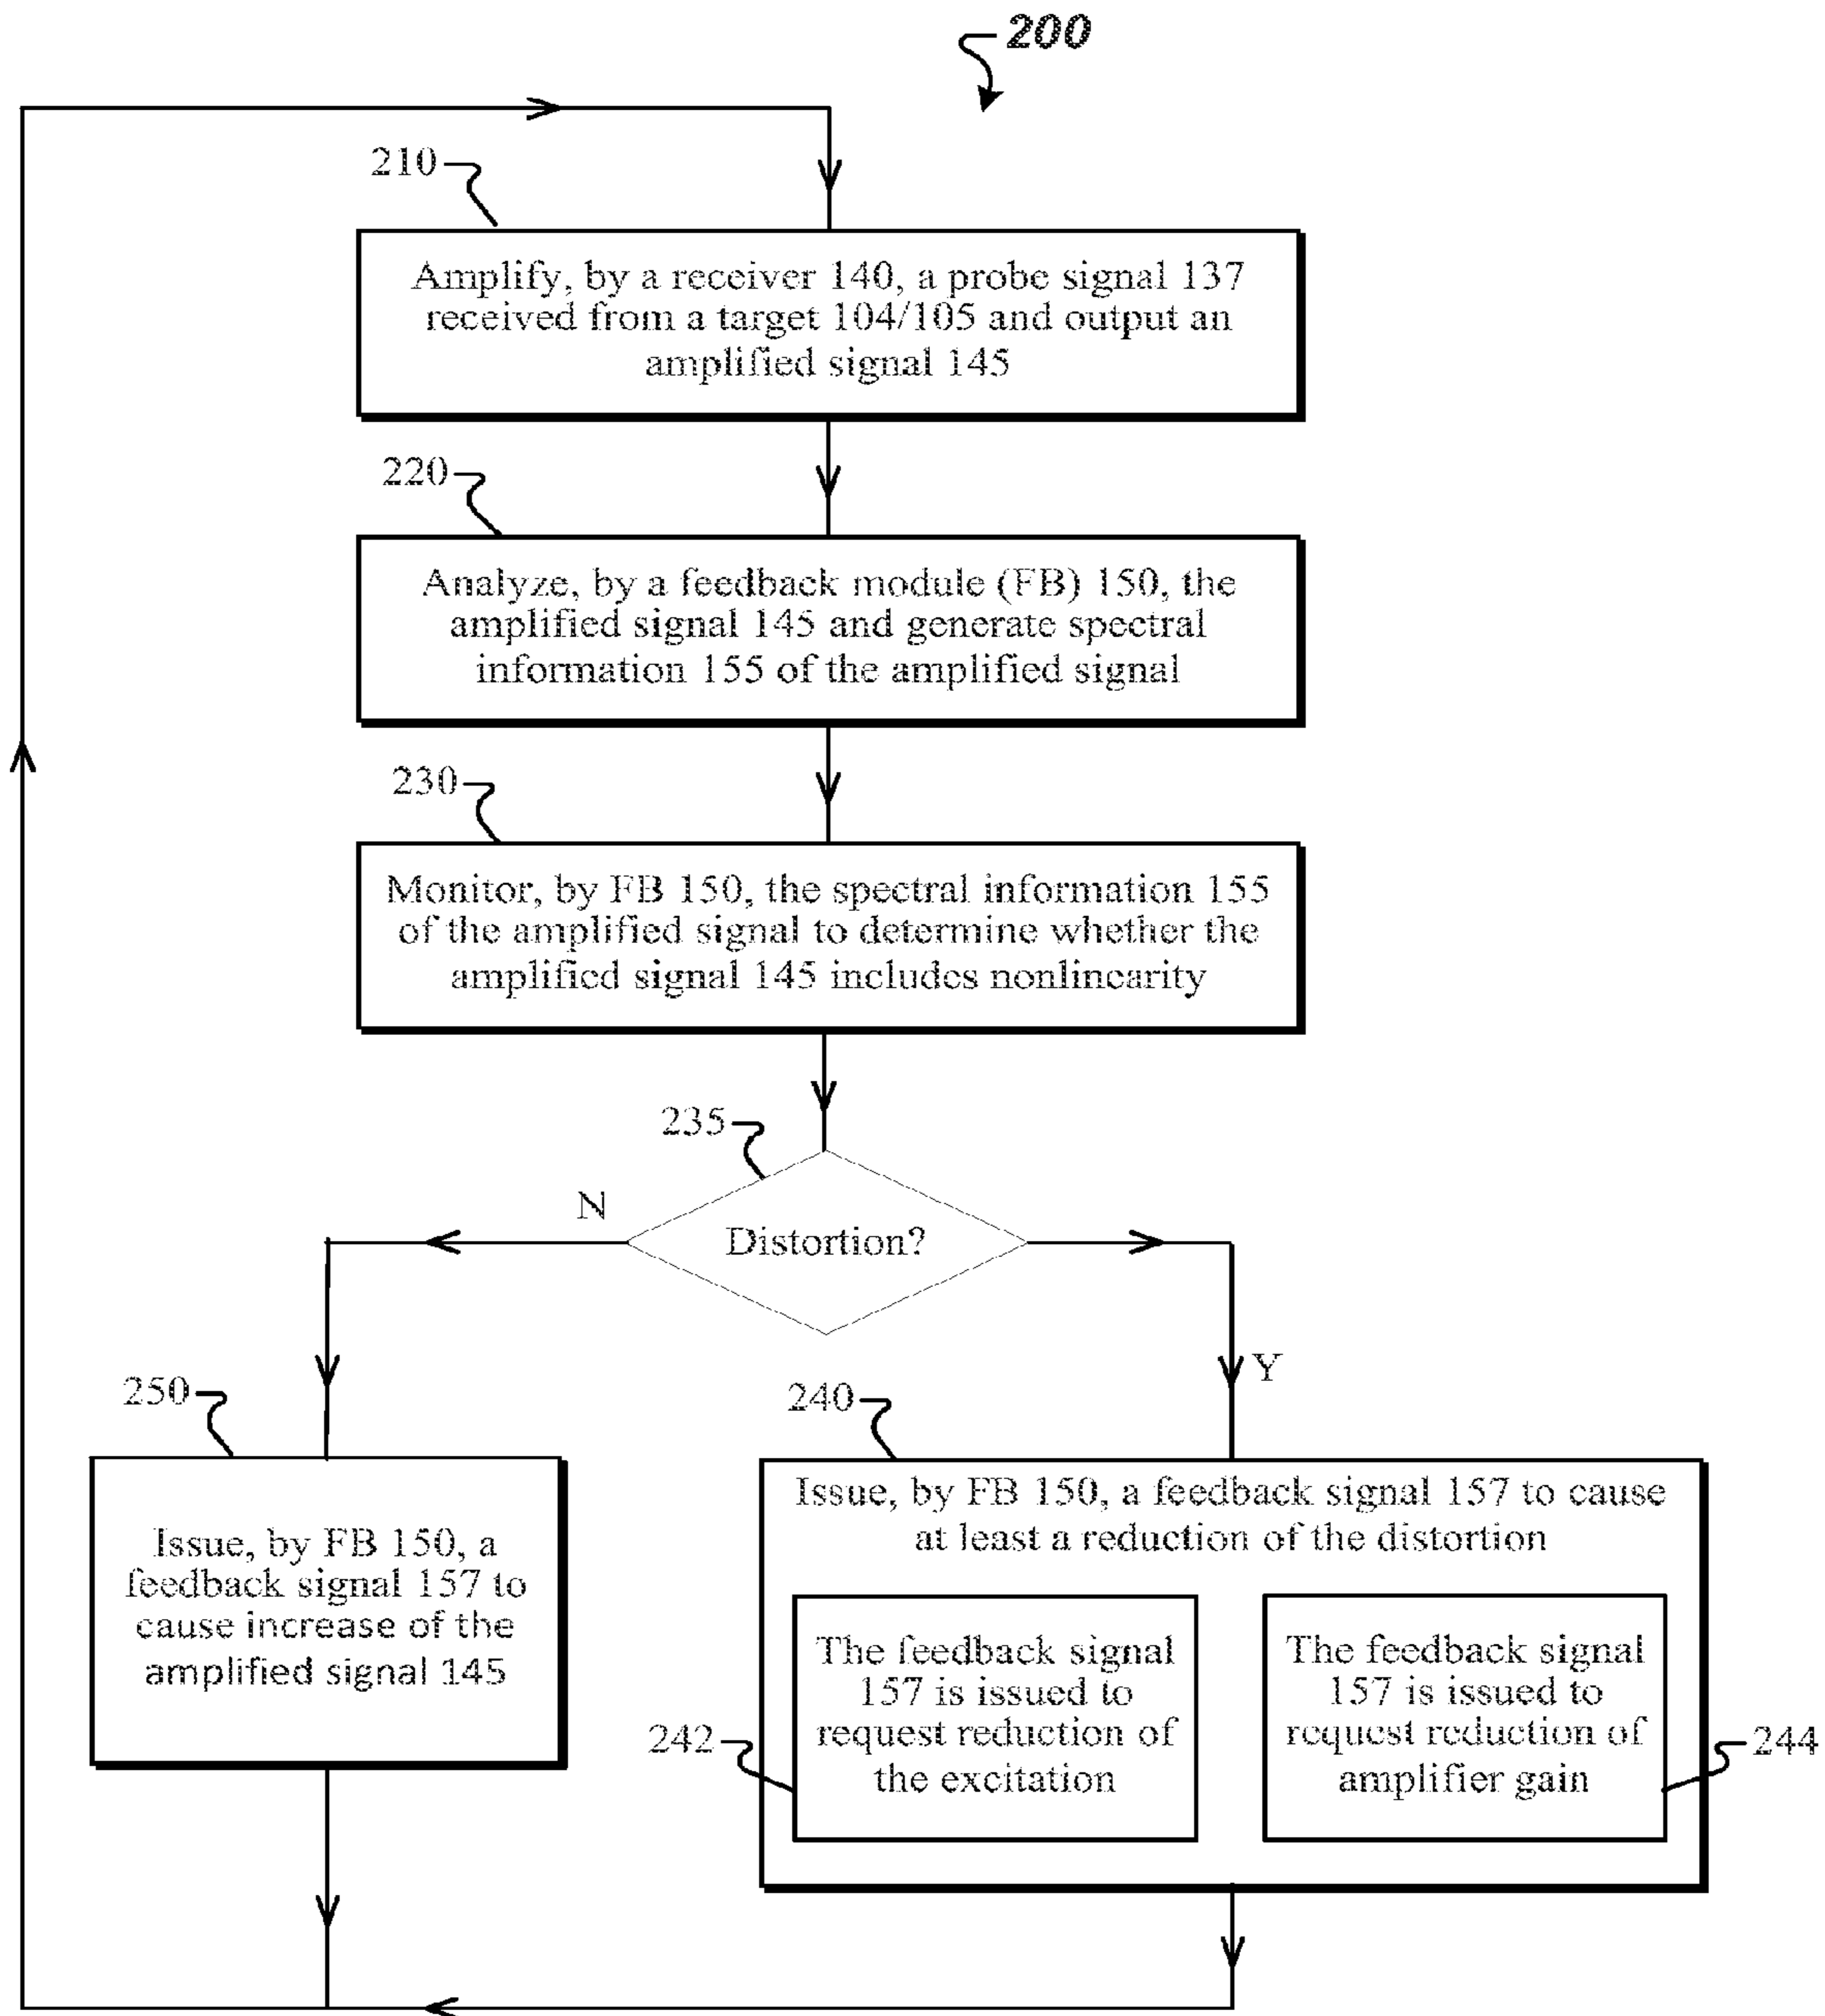 200
210
Amplify, by a receiver 140, a probe signal 137
received from a target 104/105 and output an
amplified signal 145
220
Analyze, by a feedback module (FB) 150, the
amplified signal 145 and generate spectral
information 155 of the amplified signal
230
Monitor, by FB 150, the spectral information 155
of the amplified signal to determine whether the
amplified signal 145 includes nonlinearity
235
N
Distortion?
Y
250
Issue, by FB 150, a
feedback signal 157 to
cause increase of the
amplified signal 145
240
Issue, by FB 150, a feedback signal 157 to cause
at least a reduction of the distortion
242
The feedback signal
157 is issued to
request reduction of
the excitation
The feedback signal
157 is issued to
request reduction of
amplifier gain
244